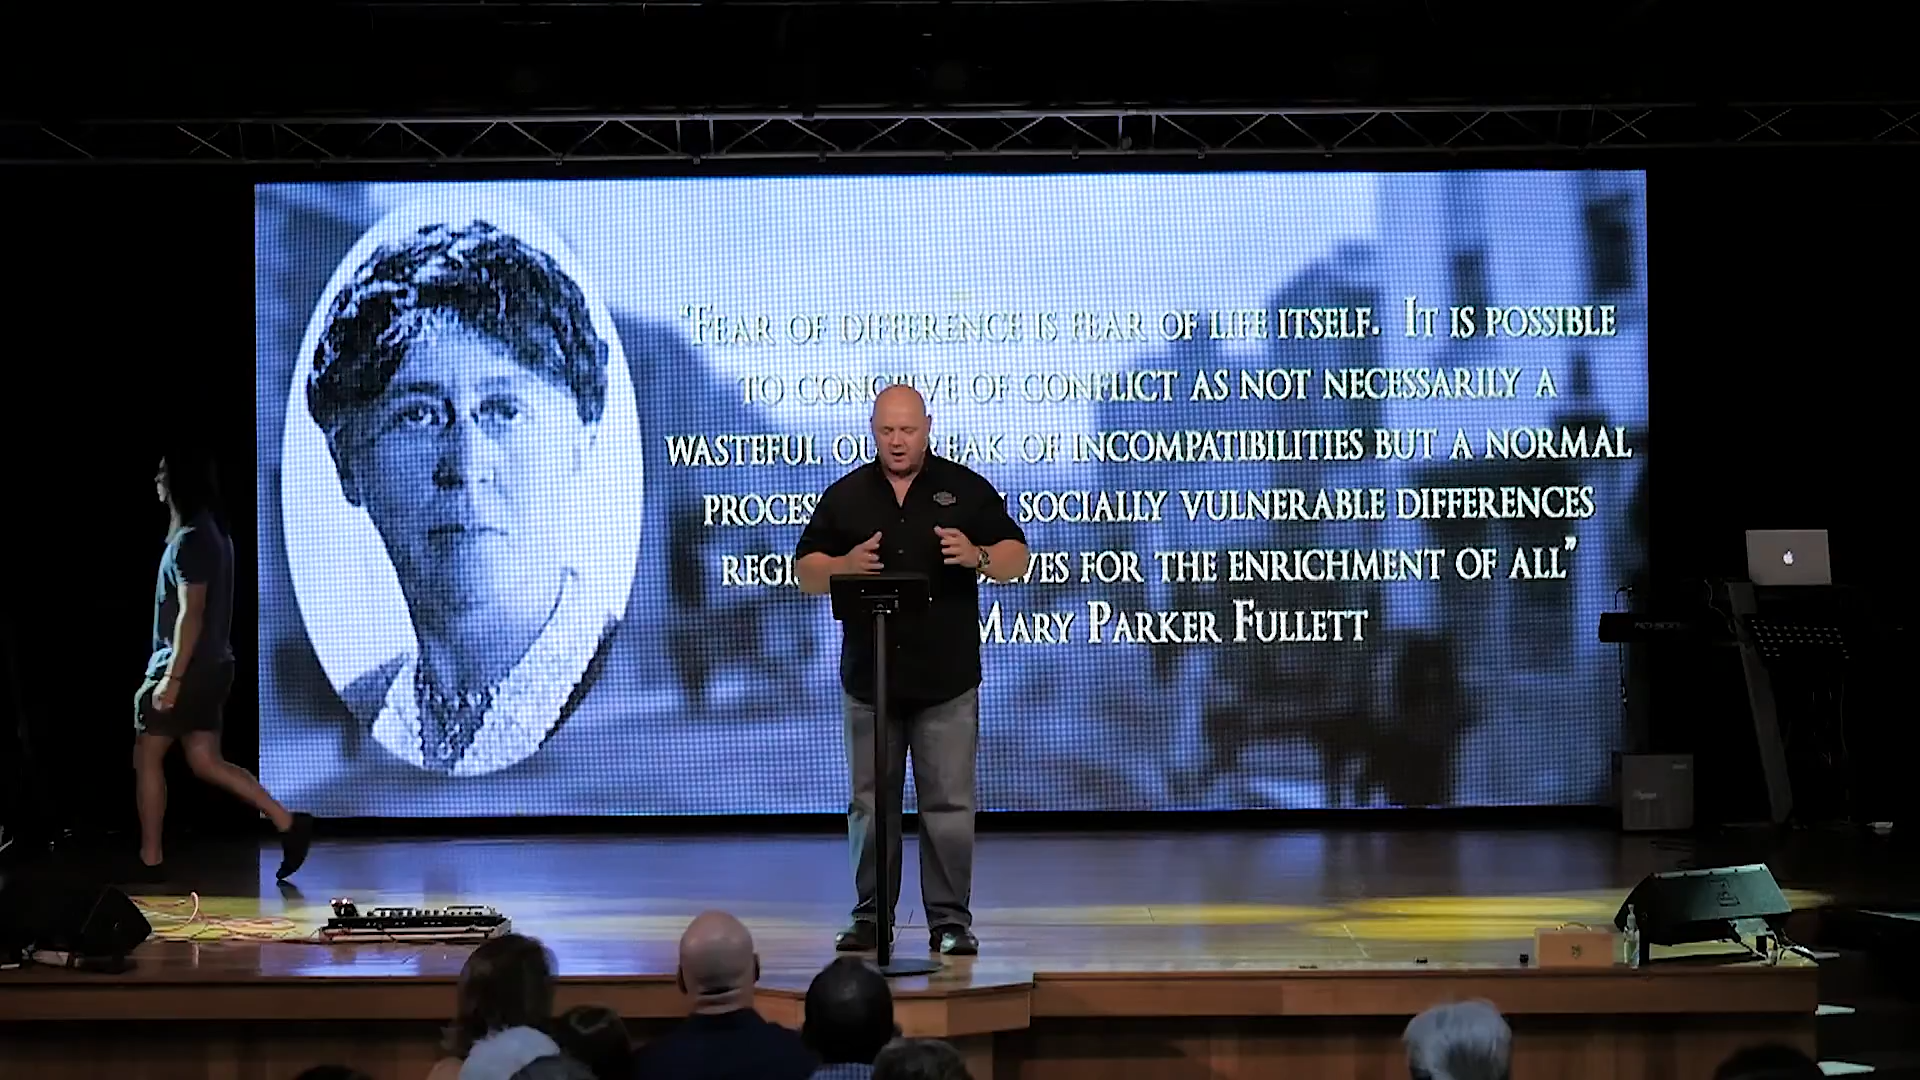 "Fear of difference is fear of life itself. It is possible
to conceive of conflict as not necessarily a
wasteful outbreak of incompatibilities but a normal
socially vulnerable differences
for the enrichment of all"
Mary Parker Fullett